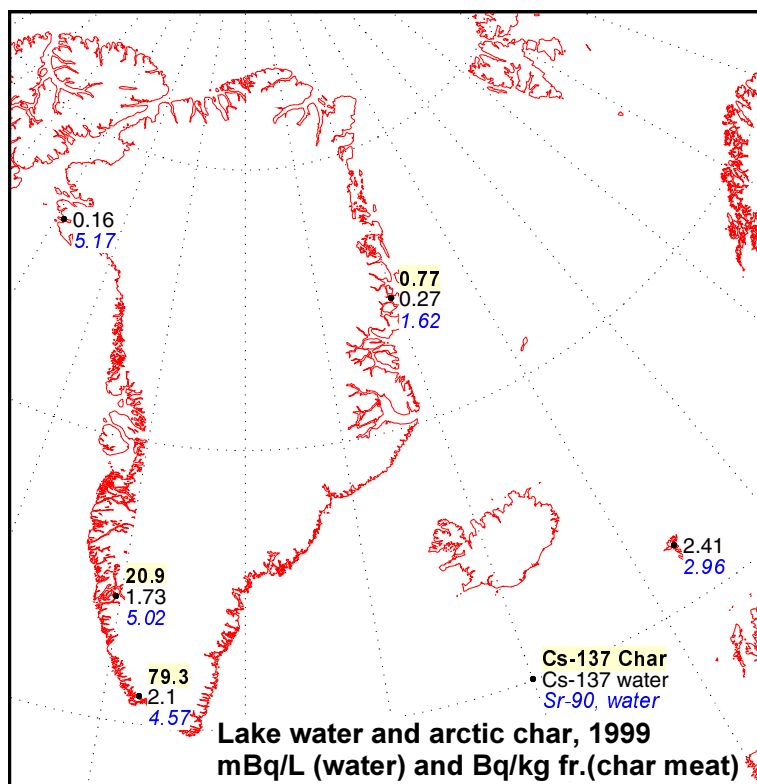 0.16
5.17
0.77
0.27
1.62
2.41
2.96
20.9
1.73
5.02
79.3
2.1
4.57
Cs-137 Char
Cs-137 water
Sr-90, water
Lake water and arctic char, 1999
mBq/L (water) and Bq/kg fr.(char meat)